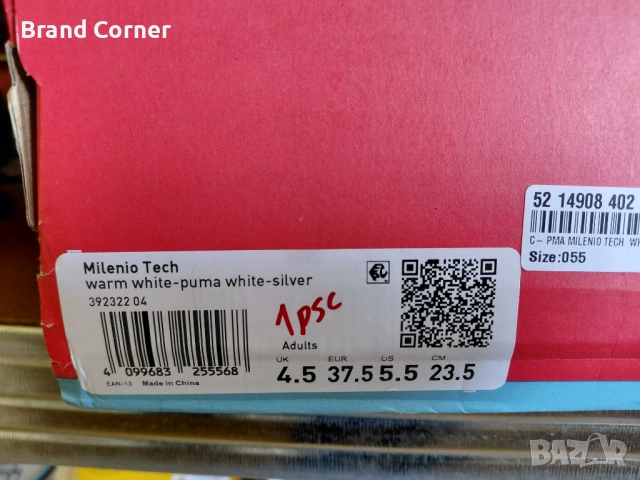 Brand Corner
52 14908 402
C- PMA MILENIO TECH WH
Size:055
Milenio Tech
warm white-puma white-silver
392322 04
1psc
Adults
UK EUR US CM
4.5 37.5 5.5 23.5
4 099683 255568
EAN-13 Made in China
BAZAR